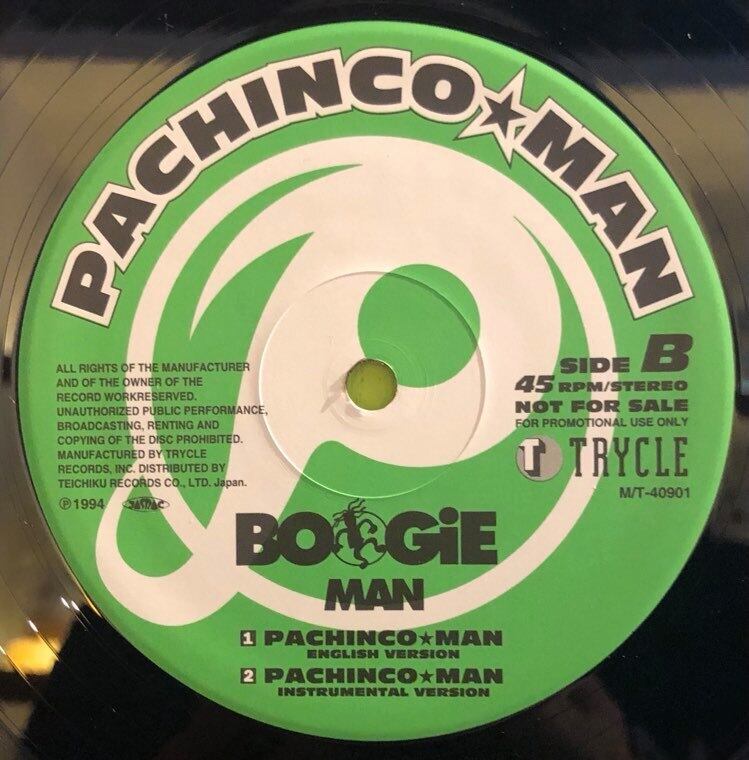 PACHINCO★MAN
ALL RIGHTS OF THE MANUFACTURER
AND OF THE OWNER OF THE
RECORD WORKRESERVED.
UNAUTHORIZED PUBLIC PERFORMANCE,
BROADCASTING, RENTING AND
COPYING OF THE DISC PROHIBITED.
MANUFACTURED BY TRYCLE
RECORDS, INC. DISTRIBUTED BY
TEICHIKU RECORDS CO., LTD. Japan.
Ⓟ1994 JASRAC
SIDE B
45 RPM/STEREO
NOT FOR SALE
FOR PROMOTIONAL USE ONLY
T TRYCLE
M/T-40901
BOOGiE
MAN
1 PACHINCO★MAN
ENGLISH VERSION
2 PACHINCO★MAN
INSTRUMENTAL VERSION